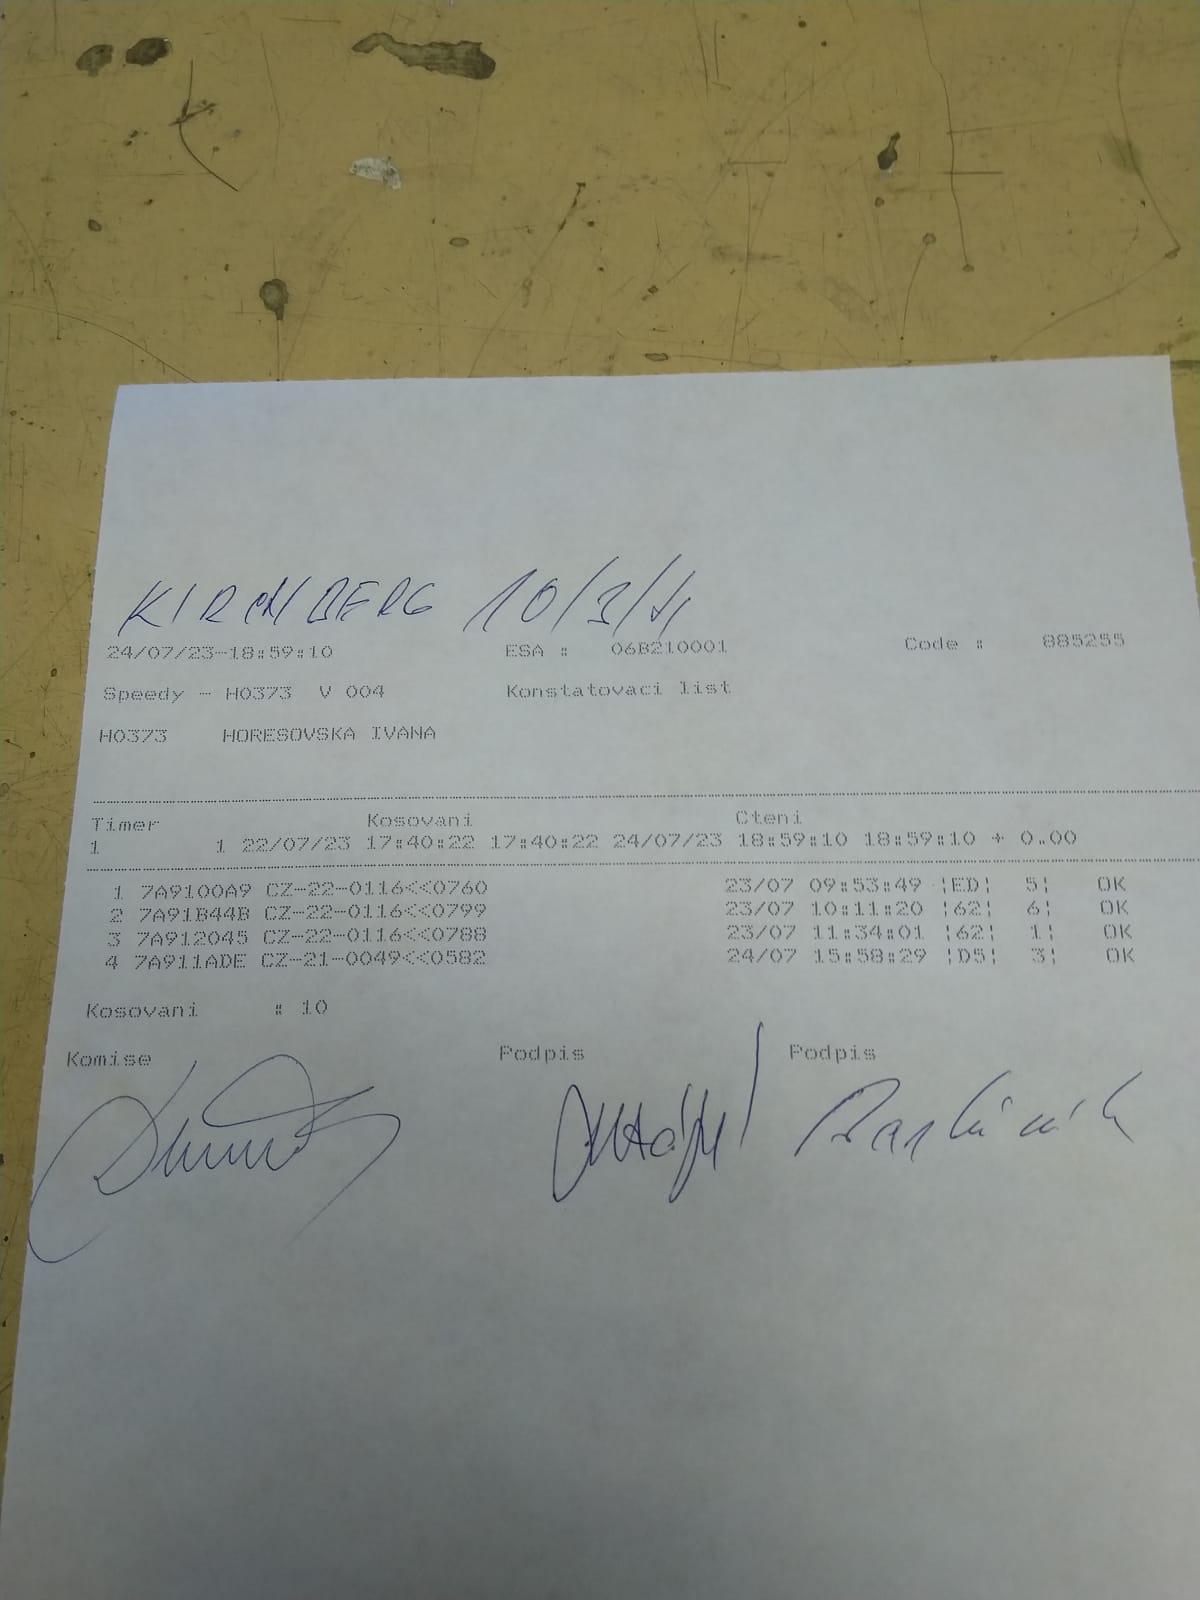 KIRCHBERG 10/3/4
24/07/23-18:59:10 ESA : 06B210001 Code : 885255
Speedy - H0373 V 004 Konstatovaci list
H0373 HORESOVSKA IVANA
Timer Kosovani Cteni
1 1 22/07/23 17:40:22 17:40:22 24/07/23 18:59:10 18:59:10 + 0.00
1 7A9100A9 CZ-22-0116<<0760 23/07 09:53:49 ¦ED¦ 5¦ OK
2 7A91B44B CZ-22-0116<<0799 23/07 10:11:20 ¦62¦ 6¦ OK
3 7A912045 CZ-22-0116<<0788 23/07 11:34:01 ¦62¦ 1¦ OK
4 7A911ADE CZ-21-0049<<0582 24/07 15:58:29 ¦D5¦ 3¦ OK
Kosovani : 10
Komise Podpis Podpis